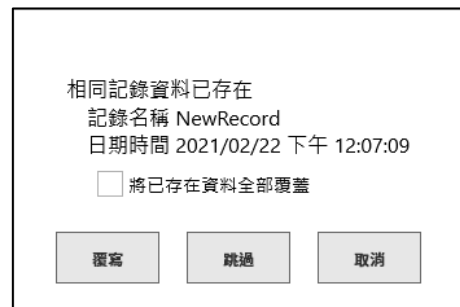 相同記錄資料已存在
記錄名稱 NewRecord
日期時間 2021/02/22 下午 12:07:09
將已存在資料全部覆蓋
覆寫 跳過 取消